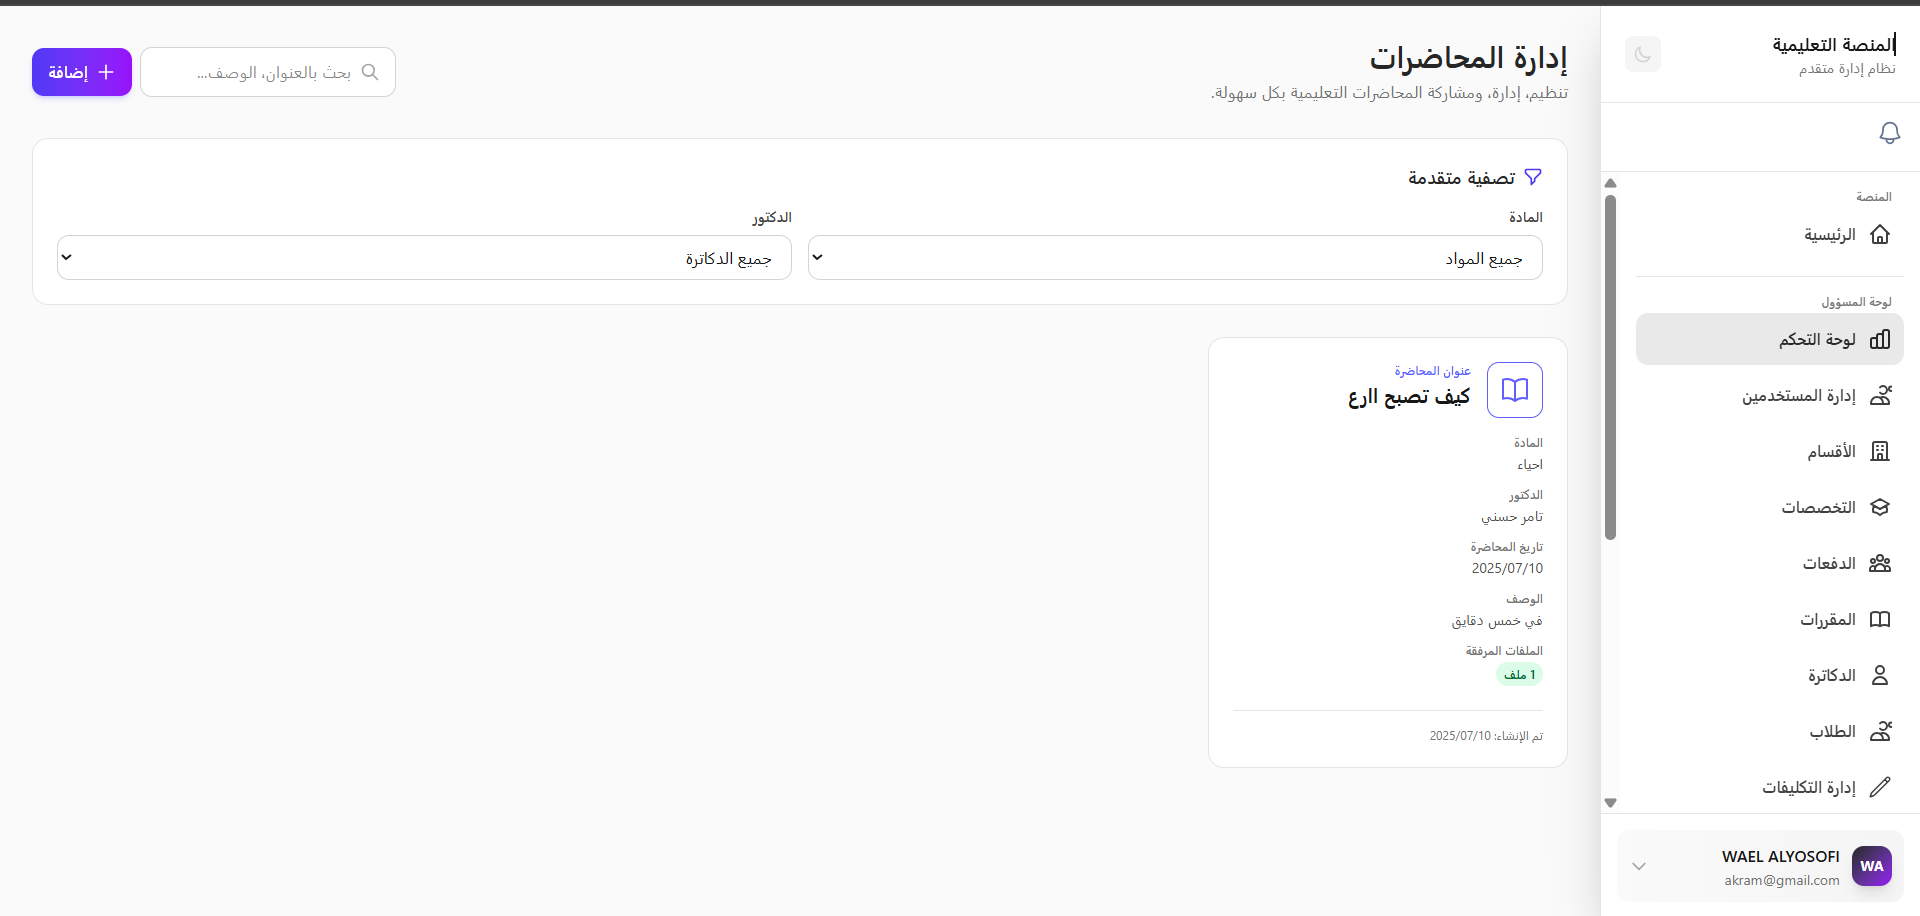 المنصة التعليمية
نظام إدارة متقدم
المنصة
الرئيسية
لوحة المسؤول
لوحة التحكم
إدارة المستخدمين
الأقسام
التخصصات
الدفعات
المقررات
الدكاترة
الطلاب
إدارة التكليفات
WA
WAEL ALYOSOFI
akram@gmail.com
إدارة المحاضرات
تنظيم، إدارة، ومشاركة المحاضرات التعليمية بكل سهولة.
بحث بالعنوان، الوصف...
إضافة
تصفية متقدمة
المادة
جميع المواد
الدكتور
جميع الدكاترة
عنوان المحاضرة
كيف تصبح اارع
المادة
احياء
الدكتور
تامر حسني
تاريخ المحاضرة
2025/07/10
الوصف
في خمس دقايق
الملفات المرفقة
1 ملف
تم الإنشاء: 2025/07/10